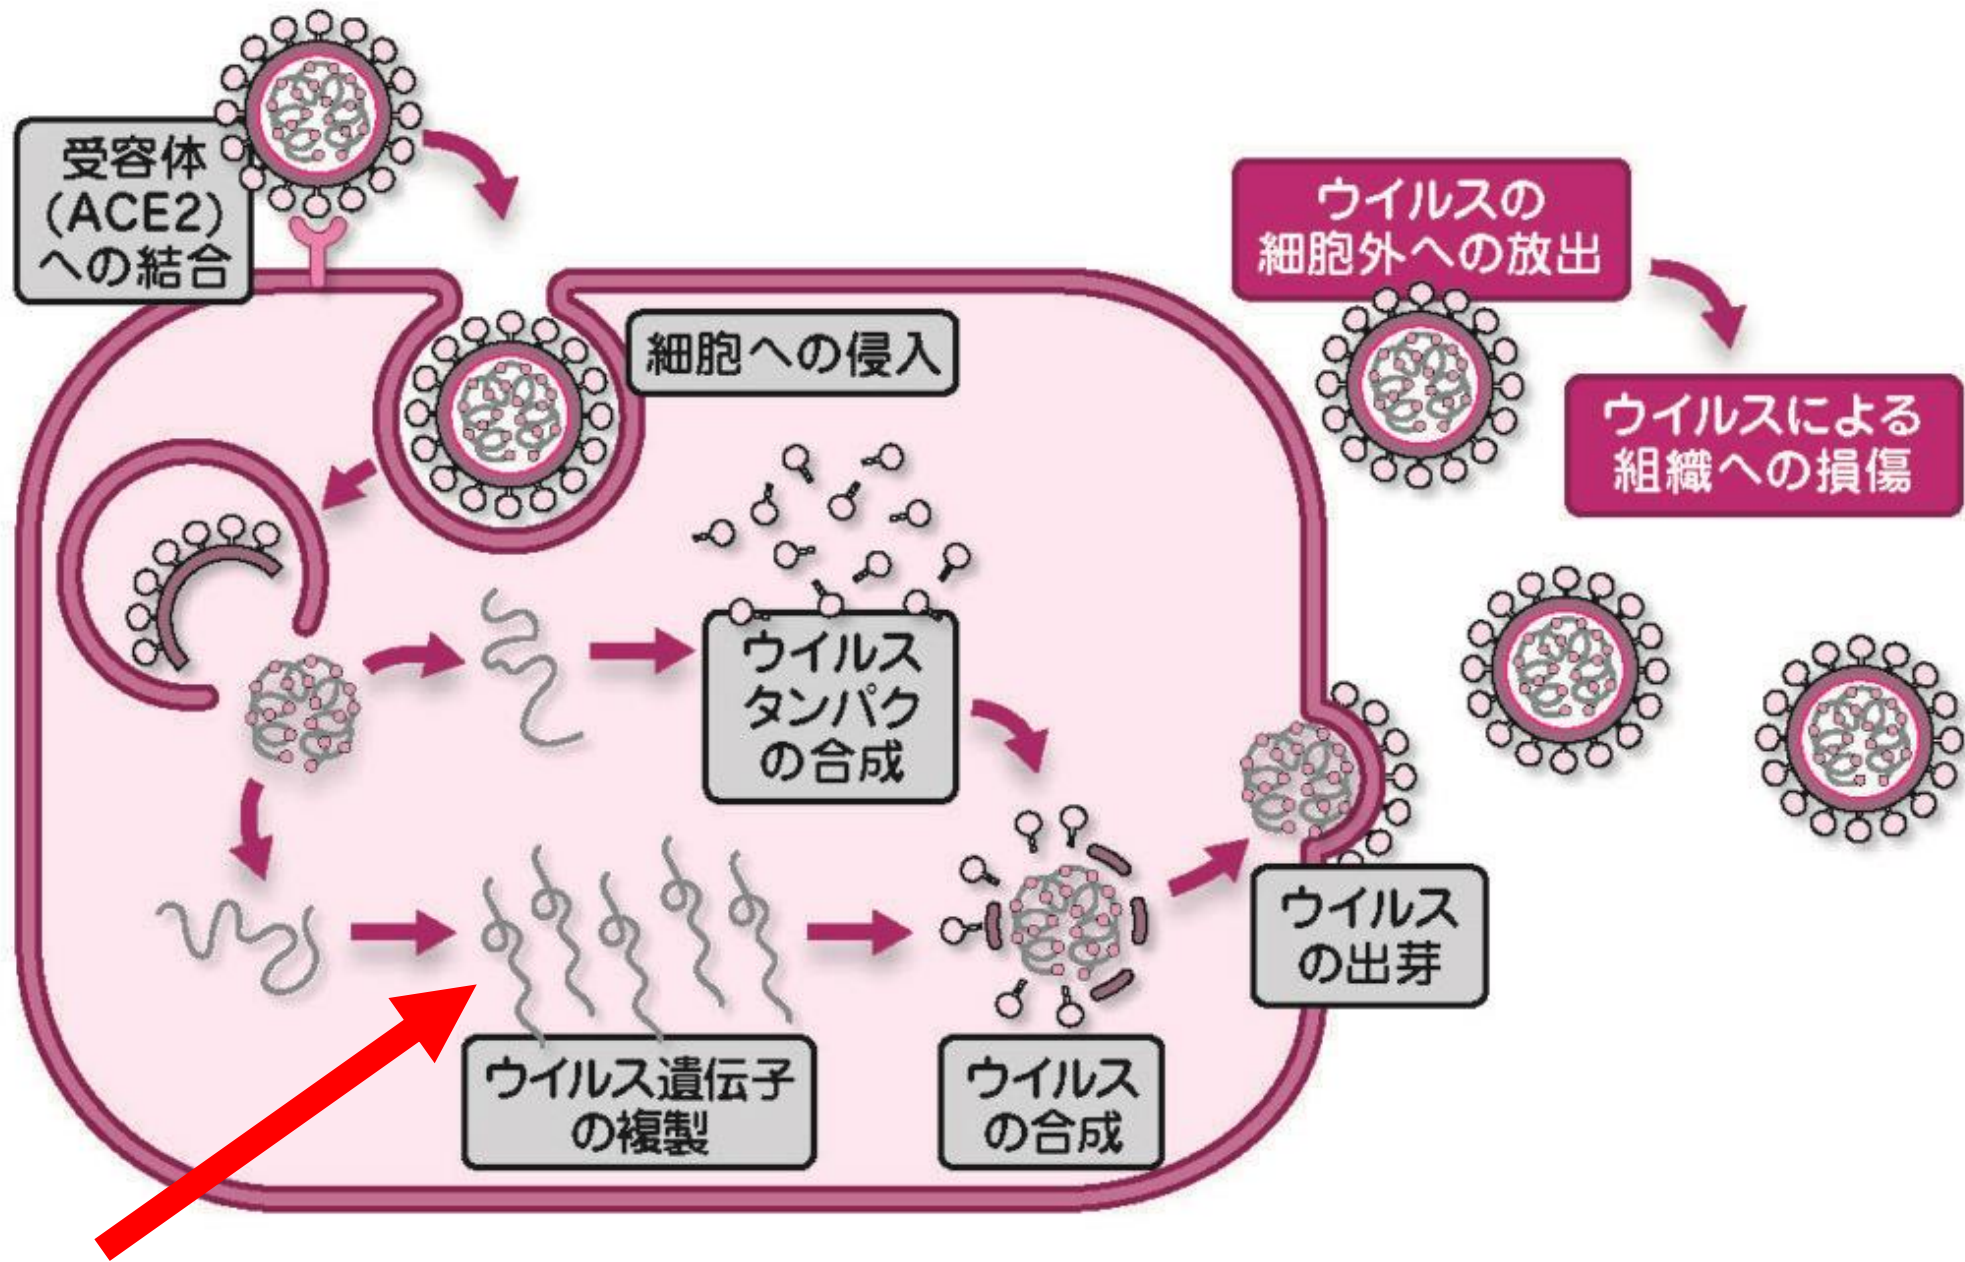 受容体
(ACE2)
への結合
細胞への侵入
ウイルスの
細胞外への放出
ウイルスによる
組織への損傷
ウイルス
タンパク
の合成
ウイルス
の出芽
ウイルス遺伝子
の複製
ウイルス
の合成